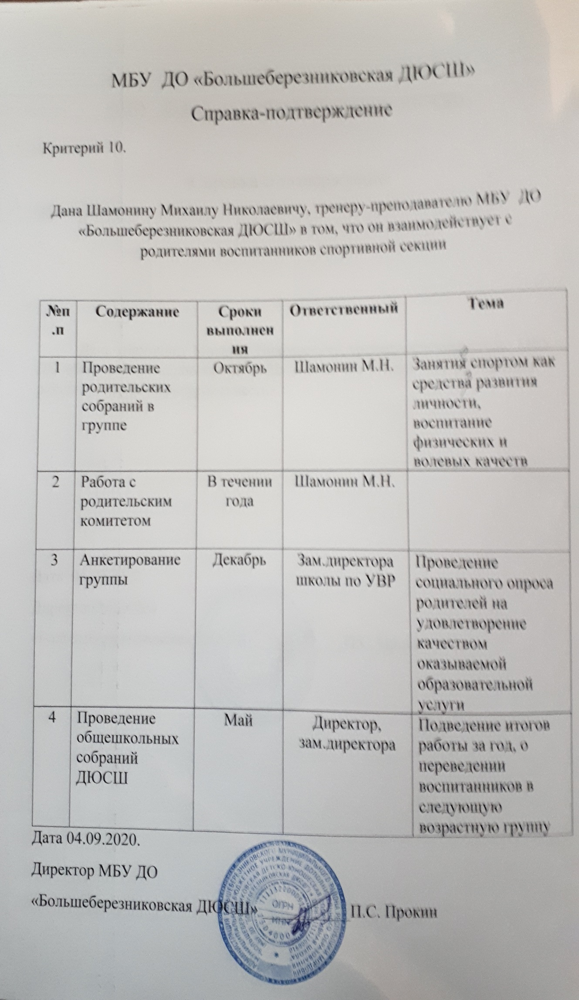 МБУ ДО «Большеберезниковская ДЮСШ»
Справка-подтверждение
Критерий 10.
Дана Шамонину Михаилу Николаевичу, тренеру-преподавателю МБУ ДО
«Большеберезниковская ДЮСШ» в том, что он взаимодействует с
родителями воспитанников спортивной секции
№п
.п
Содержание
Сроки
выполнен
ия
Ответственный
Тема
1
Проведение
родительских
собраний в
группе
Октябрь
Шамонин М.Н.
Занятия спортом как
средства развития
личности,
воспитание
физических и
волевых качеств
2
Работа с
родительским
комитетом
В течении
года
Шамонин М.Н.
3
Анкетирование
группы
Декабрь
Зам.директора
школы по УВР
Проведение
социального опроса
родителей на
удовлетворение
качеством
оказываемой
образовательной
услуги
4
Проведение
общешкольных
собраний
ДЮСШ
Май
Директор,
зам.директора
Подведение итогов
работы за год, о
переведении
воспитанников в
следующую
возрастную группу
Дата 04.09.2020.
Директор МБУ ДО
«Большеберезниковская ДЮСШ»
П.С. Прокин
ОГРН
ИНН